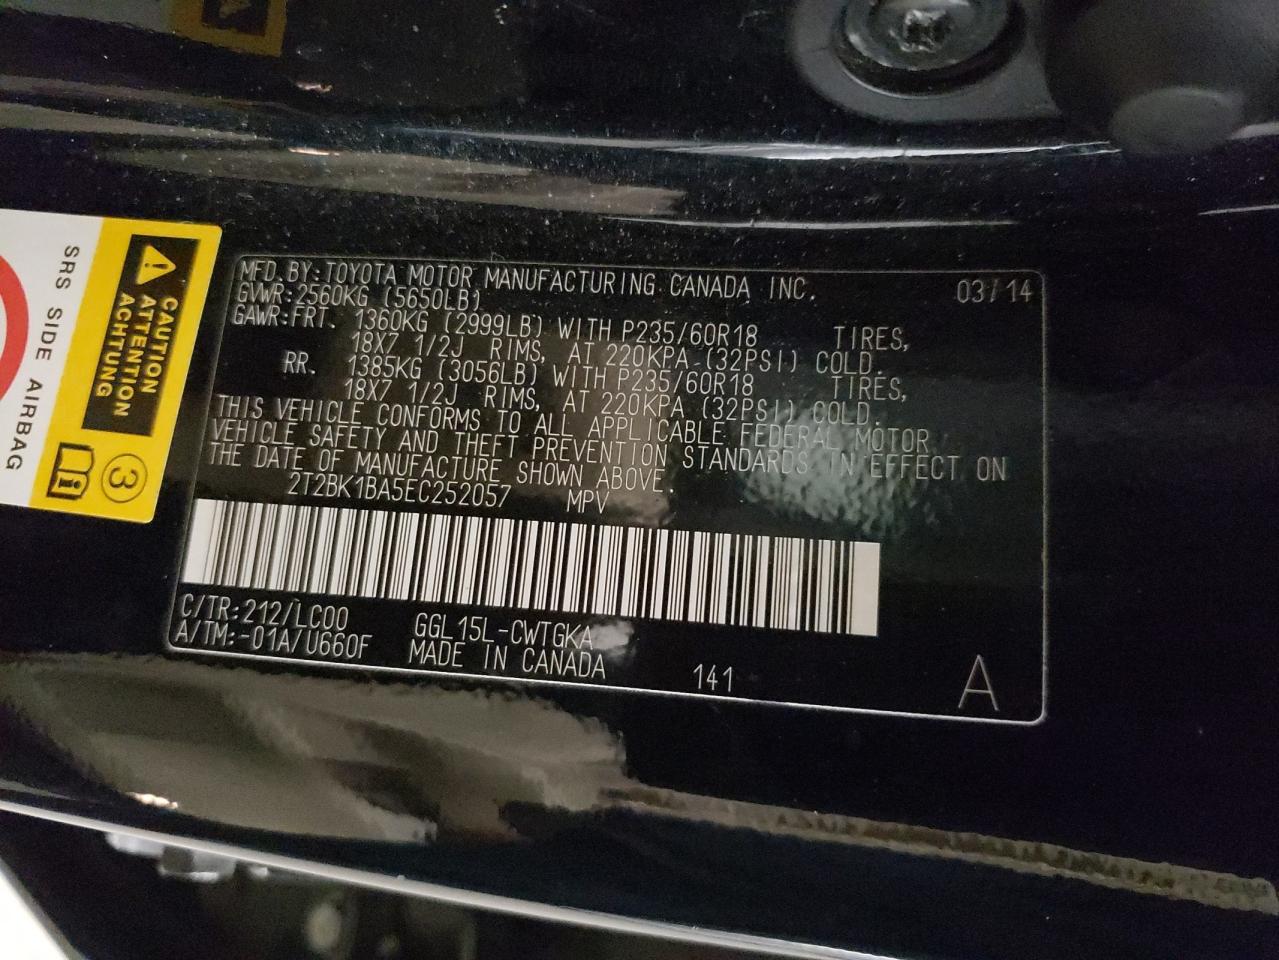 SRS SIDE AIRBAG
CAUTION
ATTENTION
ACHTUNG
3
MFD. BY: TOYOTA MOTOR MANUFACTURING CANADA INC. 03/14
GVWR: 2560KG (5650LB)
GAWR: FRT. 1360KG (2999LB) WITH P235/60R18 TIRES,
18X7 1/2J RIMS, AT 220KPA (32PSI) COLD.
RR. 1385KG (3056LB) WITH P235/60R18 TIRES,
18X7 1/2J RIMS, AT 220KPA (32PSI) COLD.
THIS VEHICLE CONFORMS TO ALL APPLICABLE FEDERAL MOTOR
VEHICLE SAFETY AND THEFT PREVENTION STANDARDS IN EFFECT ON
THE DATE OF MANUFACTURE SHOWN ABOVE.
2T2BK1BA5EC252057 MPV
C/TR: 212/LC00 GGL15L-CWTGKA
A/TM: -01A/U660F MADE IN CANADA 141 A